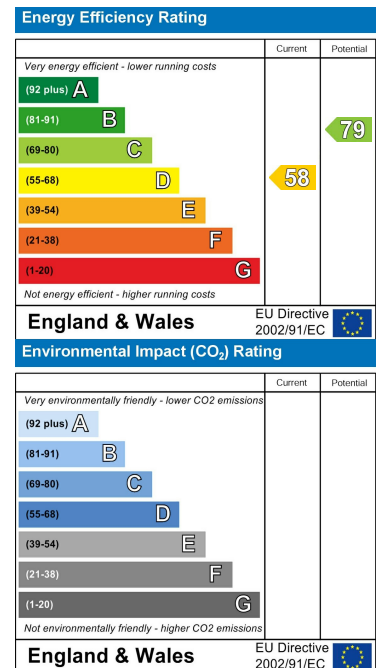 Energy Efficiency Rating
Current Potential
Very energy efficient - lower running costs
(92 plus) A
(81-91) B
79
(69-80) C
(55-68) D
58
(39-54) E
(21-38) F
(1-20) G
Not energy efficient - higher running costs
England & Wales
EU Directive
2002/91/EC
Environmental Impact (CO₂) Rating
Current Potential
Very environmentally friendly - lower CO2 emissions
(92 plus) A
(81-91) B
(69-80) C
(55-68) D
(39-54) E
(21-38) F
(1-20) G
Not environmentally friendly - higher CO2 emissions
England & Wales
EU Directive
2002/91/EC